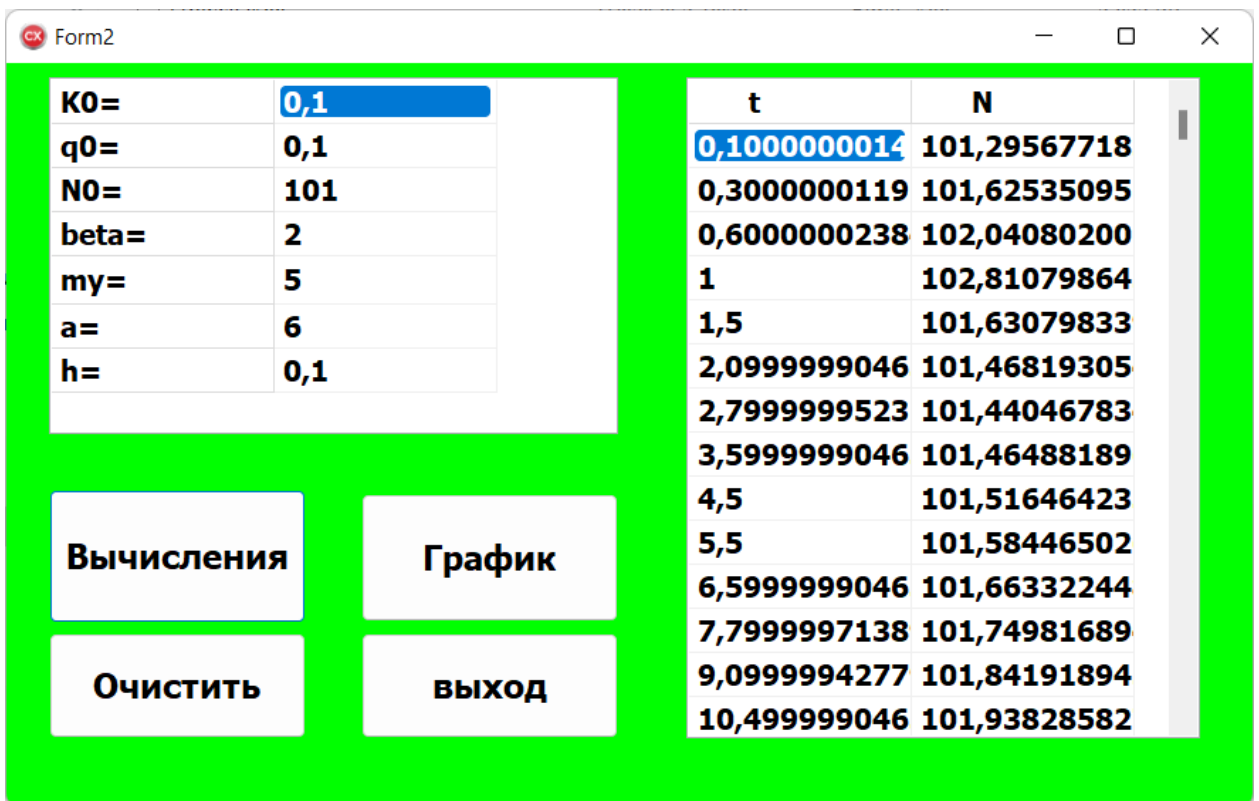 CX Form2
K0= 0,1
q0= 0,1
N0= 101
beta= 2
my= 5
a= 6
h= 0,1
Вычисления График
Очистить выход
t N
0,1000000014 101,29567718
0,3000000119 101,62535095
0,6000000238 102,04080200
1 102,81079864
1,5 101,63079833
2,0999999046 101,46819305
2,7999999523 101,44046783
3,5999999046 101,46488189
4,5 101,51646423
5,5 101,58446502
6,5999999046 101,66332244
7,7999997138 101,74981689
9,0999994277 101,84191894
10,499999046 101,93828582